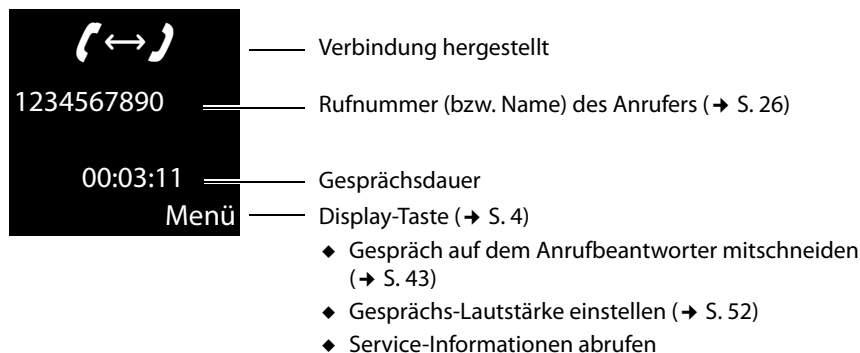 Verbindung hergestellt
1234567890
Rufnummer (bzw. Name) des Anrufers (➔ S. 26)
00:03:11
Gesprächsdauer
Menü
Display-Taste (➔ S. 4)
◆ Gespräch auf dem Anrufbeantworter mitschneiden
(➔ S. 43)
◆ Gesprächs-Lautstärke einstellen (➔ S. 52)
◆ Service-Informationen abrufen